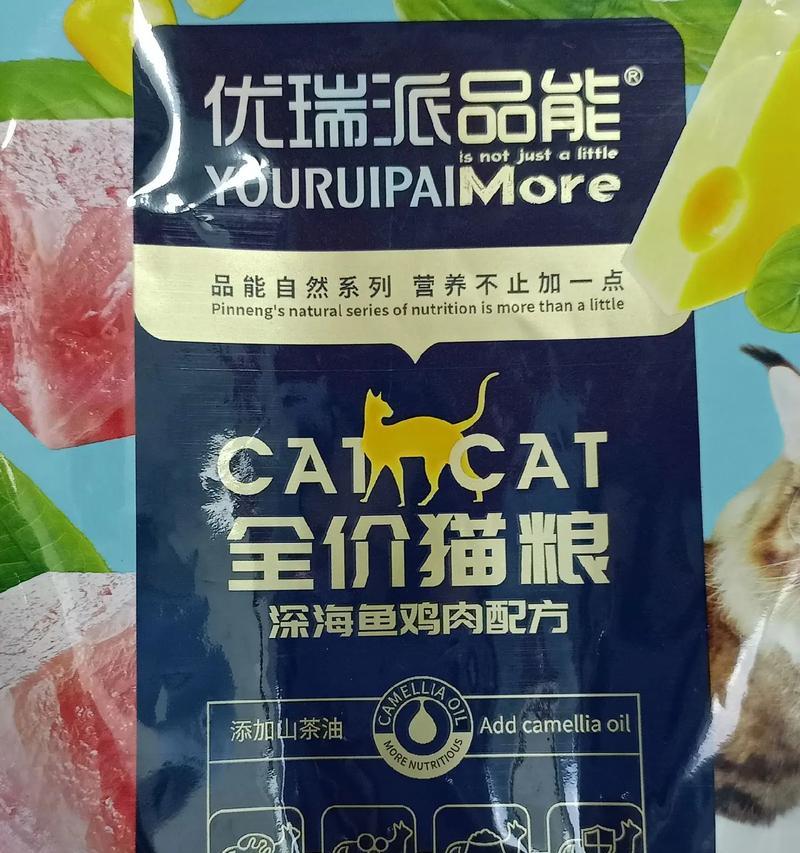 优瑞派品能®
is not just a little
YOURUIPAIMore
品能自然系列 营养不止加一点
Pinneng's natural series of nutrition is more than a little
CAT CAT
全价猫粮
深海鱼鸡肉配方
添加山茶油
CAMELLIA OIL
MORE NUTRITIOUS
Add camellia oil